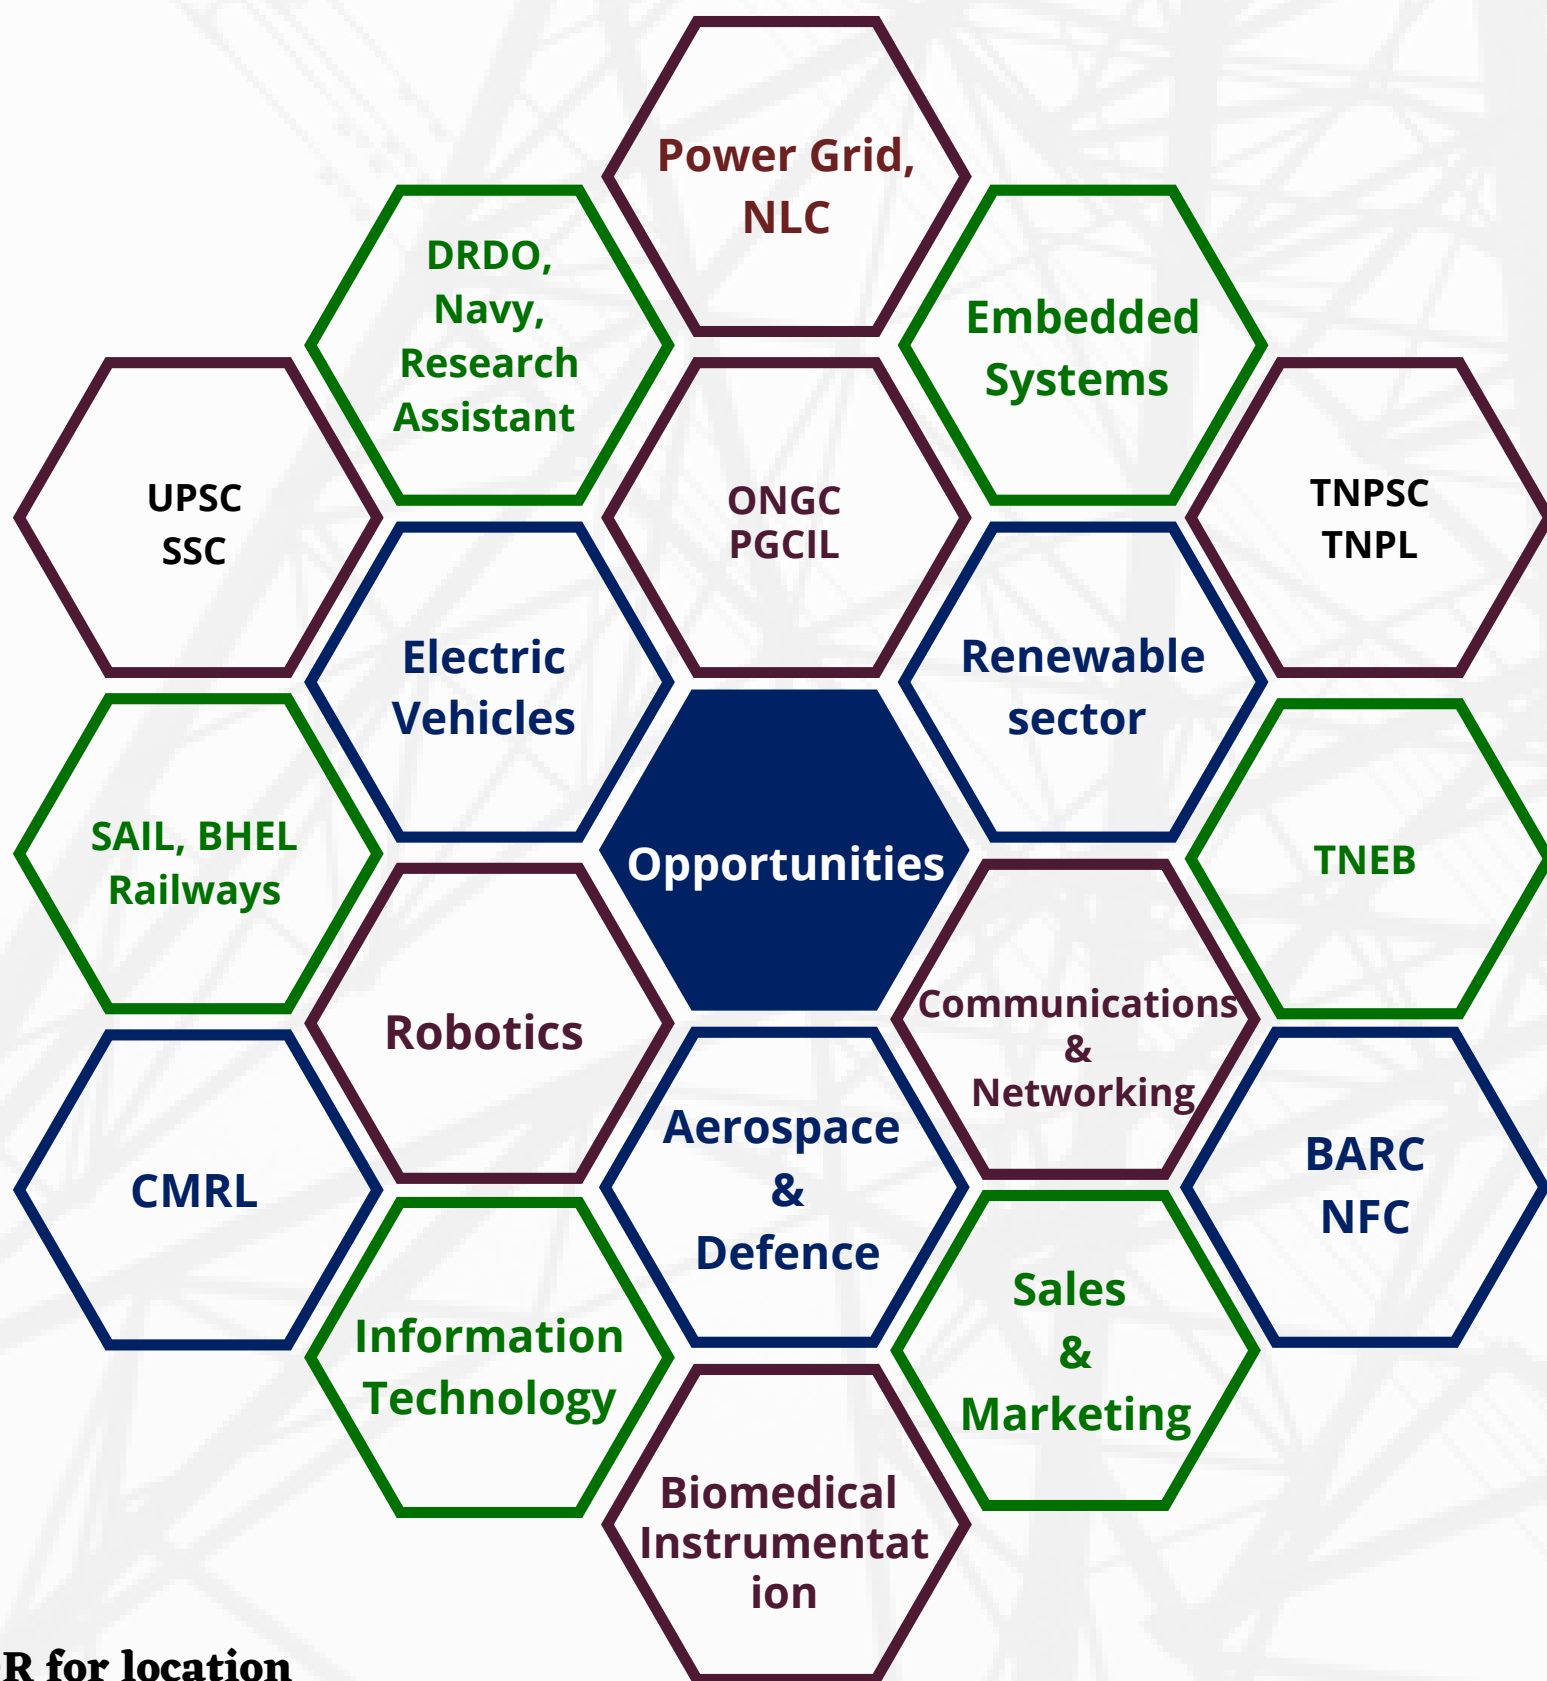 Power Grid,
NLC
DRDO,
Navy,
Research
Assistant
Embedded
Systems
UPSC
SSC
ONGC
PGCIL
TNPSC
TNPL
Electric
Vehicles
Renewable
sector
SAIL, BHEL
Railways
Opportunities
TNEB
Robotics
Communications
&
Networking
CMRL
Aerospace
&
Defence
BARC
NFC
Information
Technology
Sales
&
Marketing
Biomedical
Instrumentat
ion
R for location